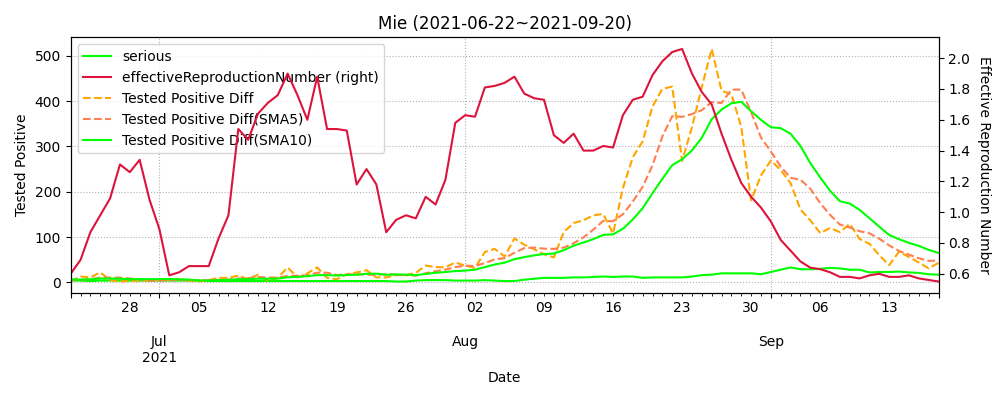 Mie (2021-06-22~2021-09-20)
serious
effectiveReproductionNumber (right)
Tested Positive Diff
Tested Positive Diff(SMA5)
Tested Positive Diff(SMA10)
Tested Positive
500
400
300
200
100
0
2.0
1.8
1.6
1.4
1.2
1.0
0.8
0.6
Effective Reproduction Number
28 05 12 19 26 02 09 16 23 30 06 13
Jul Aug Sep
2021
Date